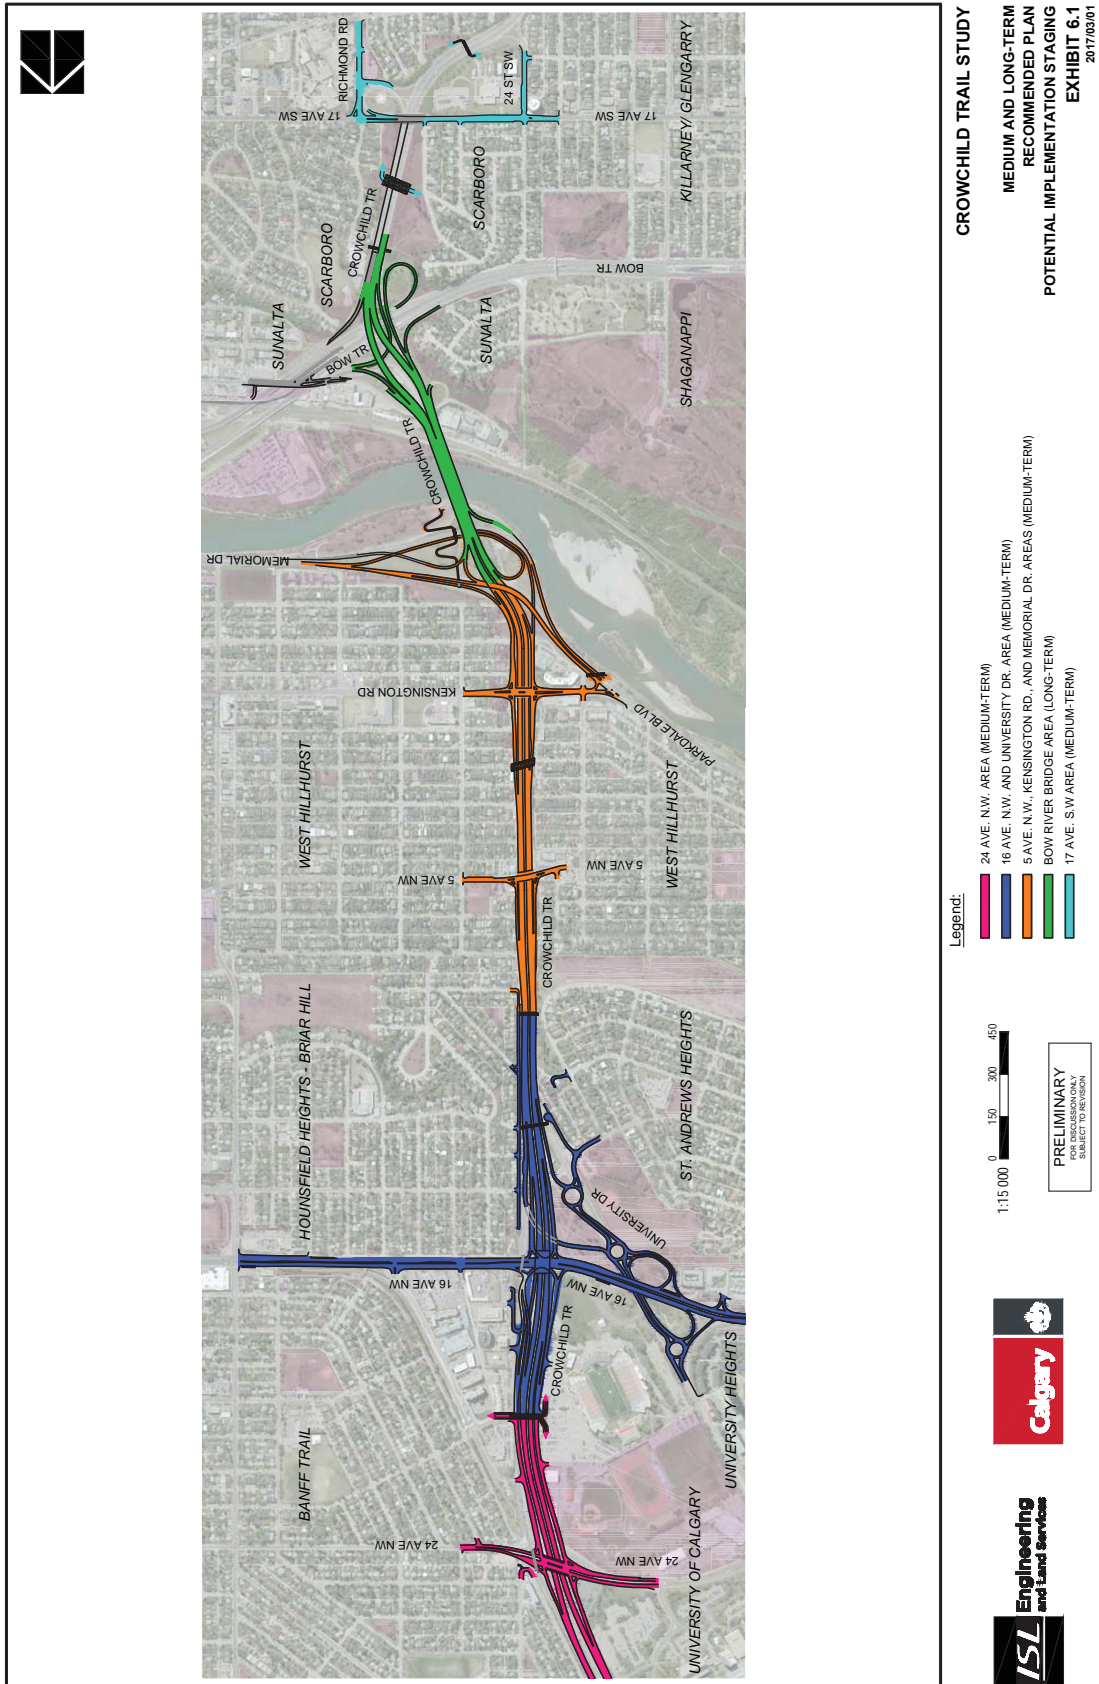 CROWCHILD TRAIL STUDY
MEDIUM AND LONG-TERM
RECOMMENDED PLAN
POTENTIAL IMPLEMENTATION STAGING
EXHIBIT 6.1
2017/03/01
RICHMOND RD
17 AVE SW
24 ST SW
17 AVE SW
KILLARNEY/ GLENGARRY
SCARBORO
SCARBORO
CROWCHILD TR
SUNALTA
BOW TR
BOW TR
SUNALTA
SHAGANAPPI
CROWCHILD TR
MEMORIAL DR
KENSINGTON RD
PARKDALE BLVD
WEST HILLHURST
WEST HILLHURST
5 AVE NW
5 AVE NW
CROWCHILD TR
HOUNSFIELD HEIGHTS - BRIAR HILL
ST. ANDREWS HEIGHTS
UNIVERSITY DR
16 AVE NW
16 AVE NW
CROWCHILD TR
UNIVERSITY HEIGHTS
BANFF TRAIL
24 AVE NW
24 AVE NW
UNIVERSITY OF CALGARY
Legend:
24 AVE. N.W. AREA (MEDIUM-TERM)
16 AVE. N.W. AND UNIVERSITY DR. AREA (MEDIUM-TERM)
5 AVE. N.W., KENSINGTON RD., AND MEMORIAL DR. AREAS (MEDIUM-TERM)
BOW RIVER BRIDGE AREA (LONG-TERM)
17 AVE. S.W AREA (MEDIUM-TERM)
1:15 000
0 150 300 450
PRELIMINARY
FOR DISCUSSION ONLY
SUBJECT TO REVISION
Calgary
ISL Engineering
and Land Services